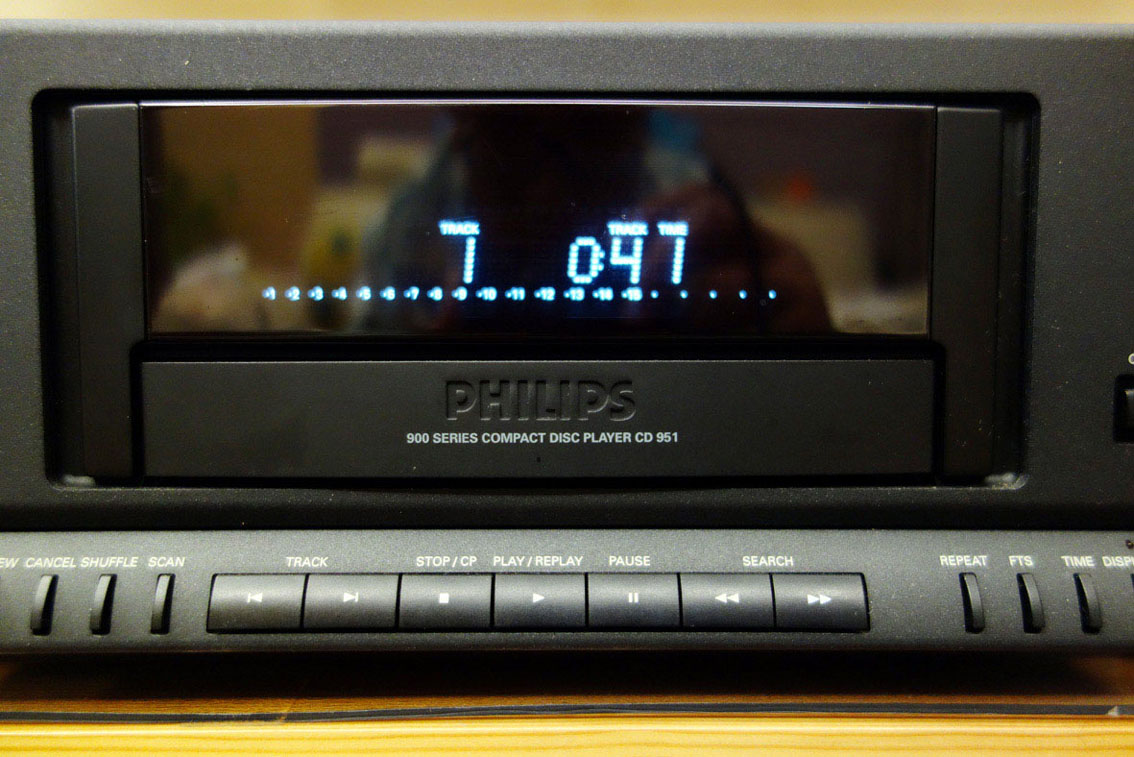 TRACK TRACK TIME
1 0 41
1 2 3 4 5 6 7 8 9 10 11 12 13 14 15
PHILIPS
900 SERIES COMPACT DISC PLAYER CD 951
CANCEL SHUFFLE SCAN TRACK STOP / CP PLAY / REPLAY PAUSE SEARCH REPEAT FTS TIME